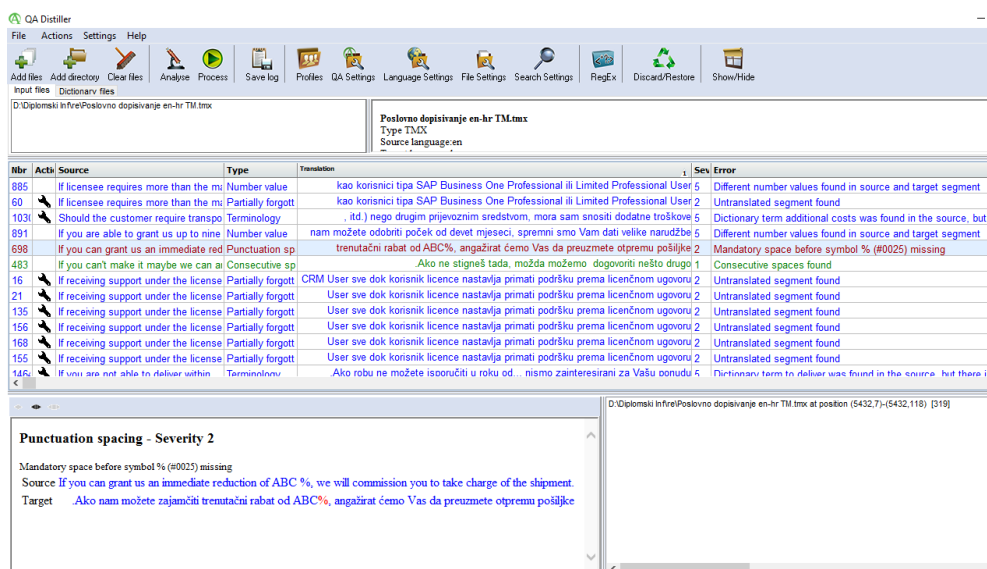 QA Distiller
File Actions Settings Help
Add files Add directory Clear files Analyse Process Save log Profiles QA Settings Language Settings File Settings Search Settings RegEx Discard/Restore Show/Hide
Input files Dictionary files
D:\Diplomski Inf\re\Poslovno dopisivanje en-hr TM.tmx
Poslovno dopisivanje en-hr TM.tmx
Type TMX
Source language:en
Nbr Acti Source Type Translation 1 Sev Error
885 If licensee requires more than the ma Number value kao korisnici tipa SAP Business One Professional ili Limited Professional User 5 Different number values found in source and target segment
60 If licensee requires more than the ma Partially forgott kao korisnici tipa SAP Business One Professional ili Limited Professional User 2 Untranslated segment found
1030 Should the customer require transpo Terminology , itd.) nego drugim prijevoznim sredstvom, mora sam snositi dodatne troškove 5 Dictionary term additional costs was found in the source, but
891 If you are able to grant us up to nine Number value nam možete odobriti poček od devet mjeseci, spremni smo Vam dati velike narudžbe 5 Different number values found in source and target segment
698 If you can grant us an immediate red Punctuation sp trenutačni rabat od ABC%, angažirat ćemo Vas da preuzmete otpremu pošiljke 2 Mandatory space before symbol % (#0025) missing
483 If you can't make it maybe we can ar Consecutive sp .Ako ne stigneš tada, možda možemo  dogovoriti nešto drugo 1 Consecutive spaces found
16 If receiving support under the license Partially forgott CRM User sve dok korisnik licence nastavlja primati podršku prema licenčnom ugovoru 2 Untranslated segment found
21 If receiving support under the license Partially forgott User sve dok korisnik licence nastavlja primati podršku prema licenčnom ugovoru 2 Untranslated segment found
135 If receiving support under the license Partially forgott User sve dok korisnik licence nastavlja primati podršku prema licenčnom ugovoru 2 Untranslated segment found
156 If receiving support under the license Partially forgott User sve dok korisnik licence nastavlja primati podršku prema licenčnom ugovoru 2 Untranslated segment found
168 If receiving support under the license Partially forgott User sve dok korisnik licence nastavlja primati podršku prema licenčnom ugovoru 2 Untranslated segment found
155 If receiving support under the license Partially forgott User sve dok korisnik licence nastavlja primati podršku prema licenčnom ugovoru 2 Untranslated segment found
146 If you are not able to deliver within Terminology .Ako robu ne možete isporučiti u roku od... nismo zainteresirani za Vašu ponudu 5 Dictionary term to deliver was found in the source, but there i
D:\Diplomski Inf\re\Poslovno dopisivanje en-hr TM.tmx at position (5432,7)-(5432,118) [319]
Punctuation spacing - Severity 2
Mandatory space before symbol % (#0025) missing
Source If you can grant us an immediate reduction of ABC %, we will commission you to take charge of the shipment.
Target .Ako nam možete zajamčiti trenutačni rabat od ABC%, angažirat ćemo Vas da preuzmete otpremu pošiljke